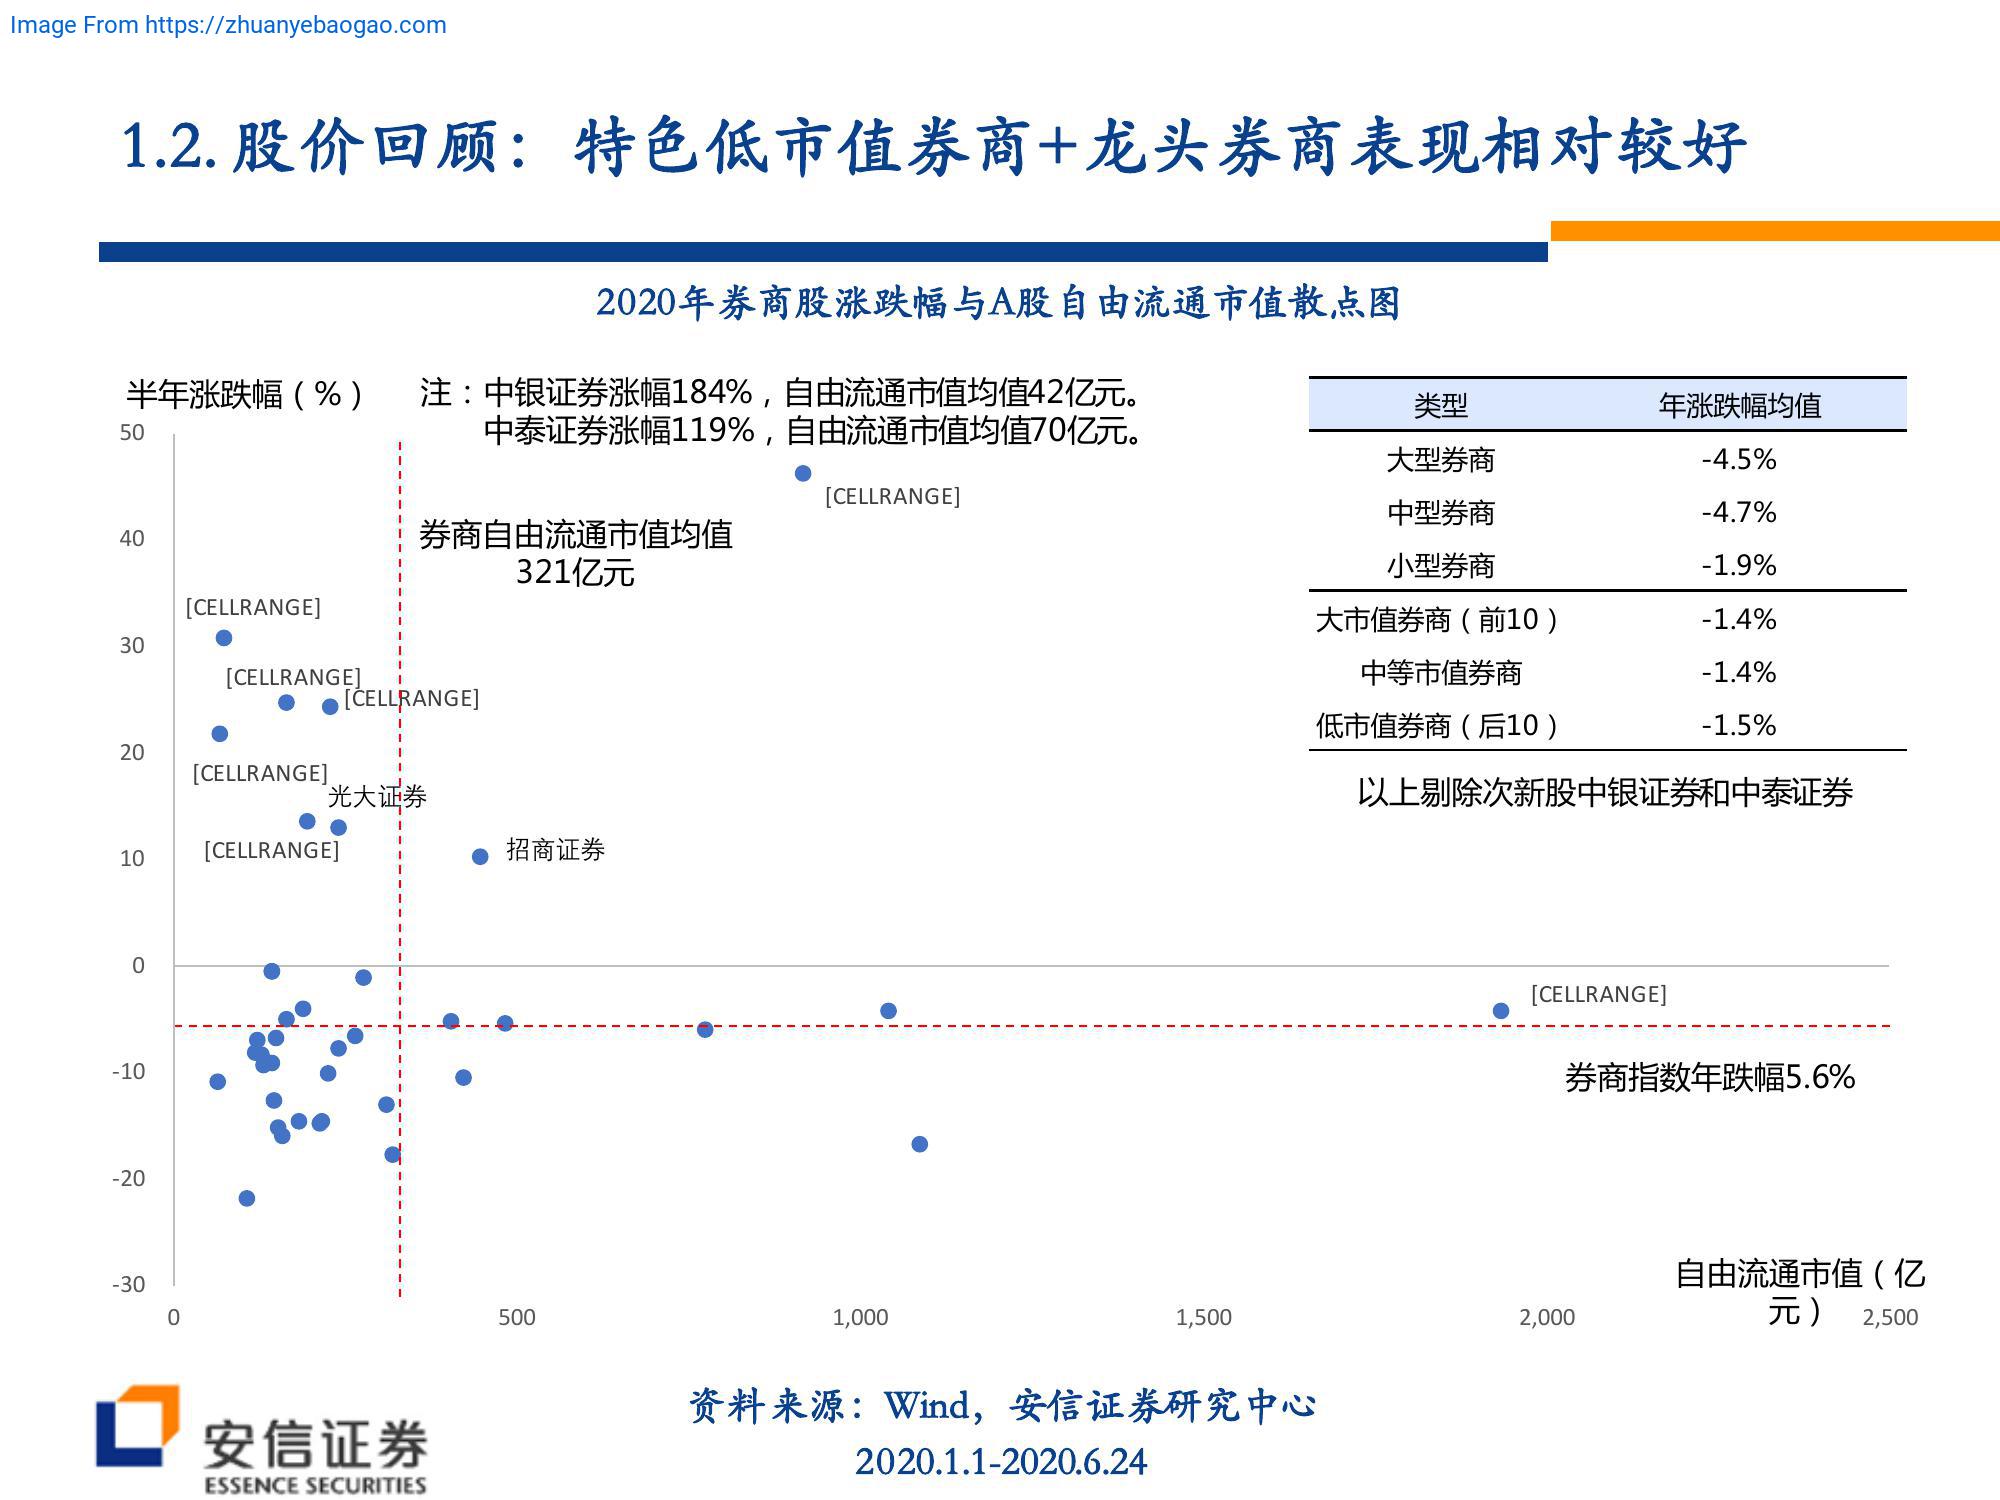 Image From https://zhuanyebaogao.com
1.2.股价回顾：特色低市值券商+龙头券商表现相对较好
2020年券商股涨跌幅与A股自由流通市值散点图
半年涨跌幅（%）
注：中银证券涨幅184%，自由流通市值均值42亿元。
中泰证券涨幅119%，自由流通市值均值70亿元。
券商自由流通市值均值
321亿元
50
40
30
20
10
0
-10
-20
-30
[CELLRANGE]
[CELLRANGE]
[CELLRANGE]
[CELLRANGE]
[CELLRANGE]
光大证券
[CELLRANGE]
招商证券
[CELLRANGE]
券商指数年跌幅5.6%
自由流通市值（亿
元）
0
500
1,000
1,500
2,000
2,500
类型 年涨跌幅均值
大型券商 -4.5%
中型券商 -4.7%
小型券商 -1.9%
大市值券商（前10） -1.4%
中等市值券商 -1.4%
低市值券商（后10） -1.5%
以上剔除次新股中银证券和中泰证券
安信证券
ESSENCE SECURITIES
资料来源：Wind，安信证券研究中心
2020.1.1-2020.6.24